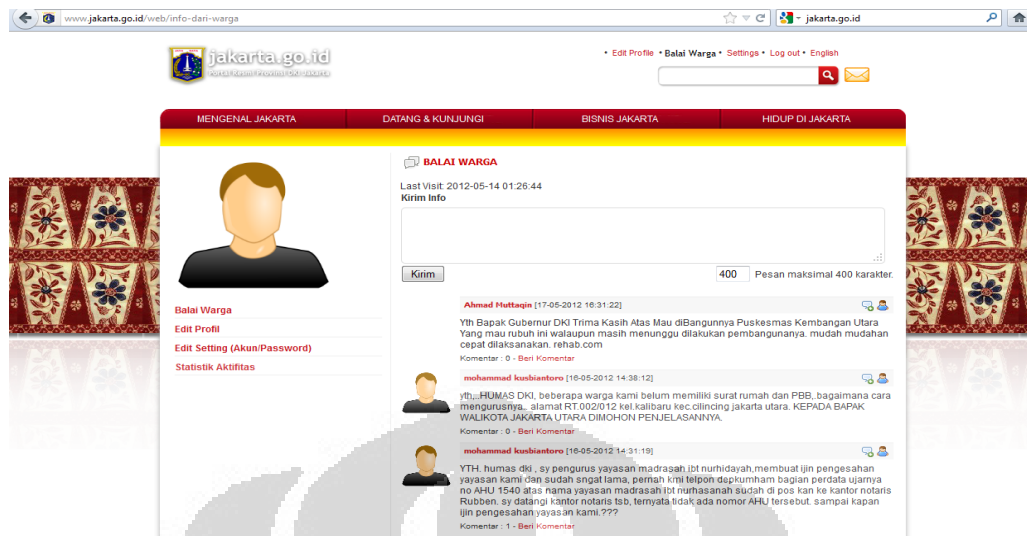 www.jakarta.go.id/web/info-dari-warga
jakarta.go.id
jakarta.go.id
Portal Resmi Provinsi DKI Jakarta
• Edit Profile • Balai Warga • Settings • Log out • English
MENGENAL JAKARTA DATANG & KUNJUNGI BISNIS JAKARTA HIDUP DI JAKARTA
Balai Warga
Edit Profil
Edit Setting (Akun/Password)
Statistik Aktifitas
BALAI WARGA
Last Visit: 2012-05-14 01:26:44
Kirim Info
Kirim
400 Pesan maksimal 400 karakter.
Ahmad Muttaqin [17-05-2012 16:31:22]
Yth Bapak Gubernur DKI Trima Kasih Atas Mau diBangunnya Puskesmas Kembangan Utara
Yang mau rubuh ini walaupun masih menunggu dilakukan pembangunanya. mudah mudahan
cepat dilaksanakan. rehab.com
Komentar : 0 - Beri Komentar
mohammad kusbiantoro [16-05-2012 14:38:12]
yth,..HUMAS DKI, beberapa warga kami belum memiliki surat rumah dan PBB,.bagaimana cara
mengurusnya.. alamat RT.002/012 kel.kalibaru kec.cilincing jakarta utara. KEPADA BAPAK
WALIKOTA JAKARTA UTARA DIMOHON PENJELASANNYA.
Komentar : 0 - Beri Komentar
mohammad kusbiantoro [16-05-2012 14:31:19]
YTH. humas dki , sy pengurus yayasan madrasah ibt nurhidayah,membuat ijin pengesahan
yayasan kami dan sudah sngat lama, pernah kmi telpon depkumham bagian perdata ujarnya
no AHU 1540 atas nama yayasan madrasah ibt nurhasanah sudah di pos kan ke kantor notaris
Rubben. sy datangi kantor notaris tsb, ternyata tidak ada nomor AHU tersebut. sampai kapan
ijin pengesahan yayasan kami.???
Komentar : 1 - Beri Komentar